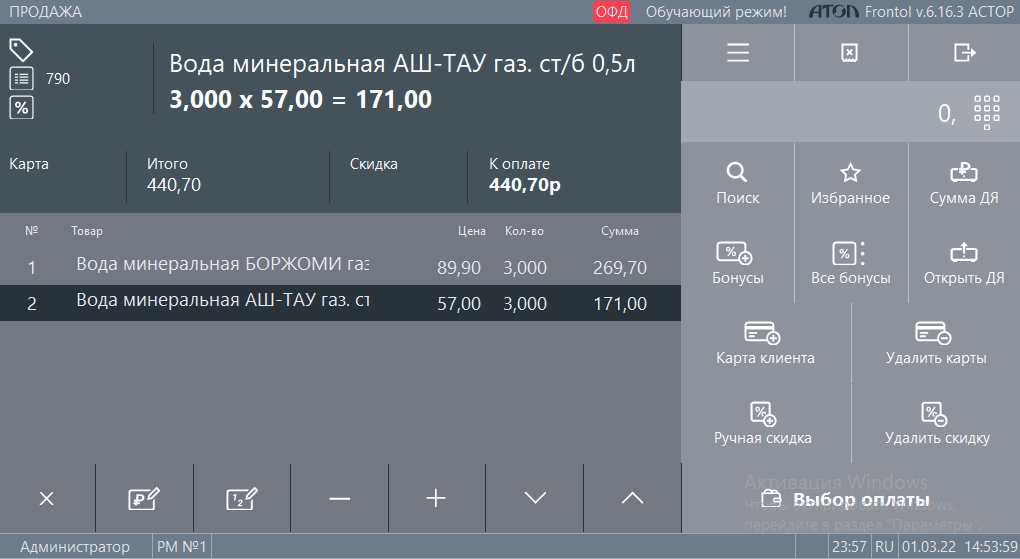 ПРОДАЖА ОФД Обучающий режим! ATOL Frontol v.6.16.3 АСТОР
790
Вода минеральная АШ-ТАУ газ. ст/б 0,5л
3,000 x 57,00 = 171,00
0,
Карта Итого Скидка К оплате
440,70 440,70р
Поиск Избранное Сумма ДЯ
№ Товар Цена Кол-во Сумма
1 Вода минеральная БОРЖОМИ газ 89,90 3,000 269,70
2 Вода минеральная АШ-ТАУ газ. ст 57,00 3,000 171,00
Бонусы Все бонусы Открыть ДЯ
Карта клиента Удалить карты
Ручная скидка Удалить скидку
Активация Windows
Выбор оплаты
Чтобы активировать Windows,
перейдите в раздел "Параметры".
Администратор РМ №1 23:57 RU 01.03.22 14:53:59